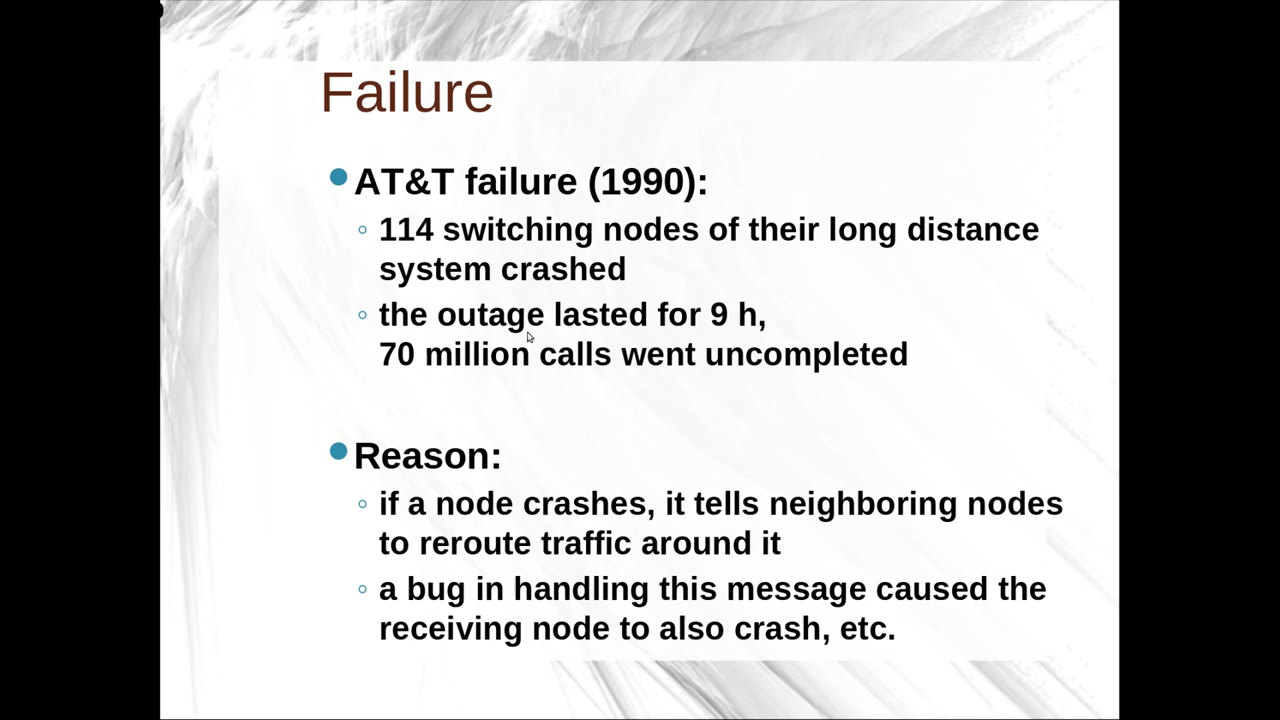 Failure
AT&T failure (1990):
114 switching nodes of their long distance
system crashed
the outage lasted for 9 h,
70 million calls went uncompleted
Reason:
if a node crashes, it tells neighboring nodes
to reroute traffic around it
a bug in handling this message caused the
receiving node to also crash, etc.